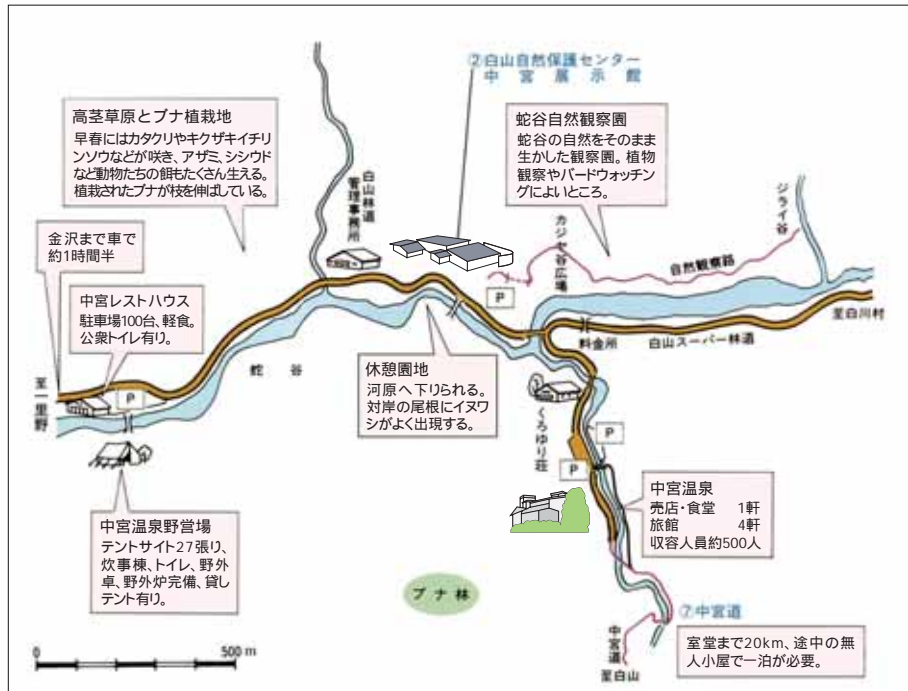 ②白山自然保護センター
中宮展示館
高茎草原とブナ植栽地
早春にはカタクリやキクザキイチリ
ンソウなどが咲き、アザミ、シシウド
など動物たちの餌もたくさん生える。
植栽されたブナが枝を伸ばしている。
蛇谷自然観察園
蛇谷の自然をそのまま
生かした観察園。植物
観察やバードウォッチン
グによいところ。
白山林道
管理事務所
カジヤ谷広場
ジライ谷
自然観察路
金沢まで車で
約1時間半
中宮レストハウス
駐車場100台、軽食。
公衆トイレ有り。
P
至白川村
料金所
白山スーパー林道
至一里野
P
蛇谷
休憩園地
河原へ下りられる。
対岸の尾根にイヌワ
シがよく出現する。
くろゆり荘
P
P
中宮温泉
売店・食堂 1軒
旅館 4軒
収容人員約500人
中宮温泉野営場
テントサイト27張り、
炊事棟、トイレ、野外
卓、野外炉完備、貸し
テント有り。
ブナ林
⑦中宮道
中宮道
至白山
室堂まで20km、途中の無
人小屋で一泊が必要。
0 500m